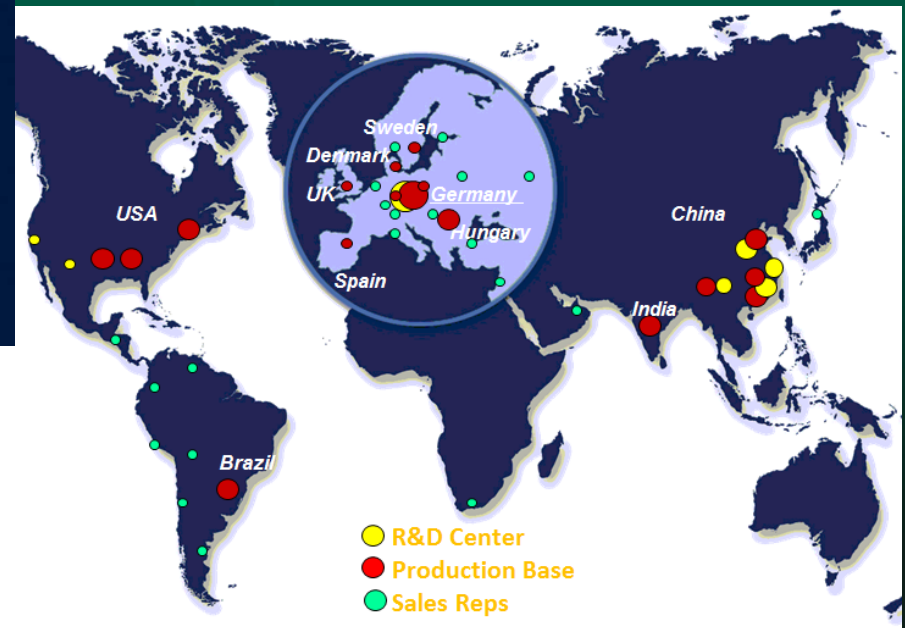 Sweden
Denmark
UK
Germany
USA
China
Hungary
Spain
India
Brazil
R&D Center
Production Base
Sales Reps